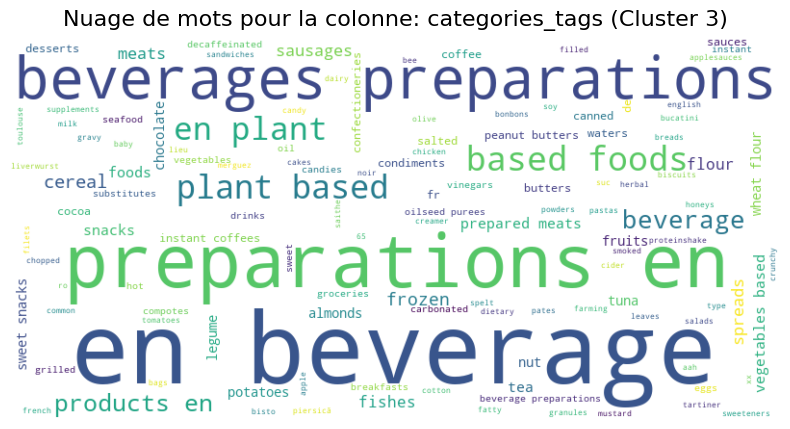 Nuage de mots pour la colonne: categories_tags (Cluster 3)
desserts
meats
decaffeinated
sandwiches
sausages
bee
coffee
filled
sauces
instant
applesauces
beverages preparations
dairy
confectioneries
candy
supplements
toulouse
milk
seafood
gravy
baby
chocolate
en plant
oil
olive
salted
chicken
soy
bonbons
peanut butters
canned
waters
de
english
bucatini
breads
liverwurst
foods
vegetables
lieu
merguez
cakes
candies
noir
condiments
based foods
flour
wheat flour
biscuits
cereal
substitutes
plant based
fr
vinegars
butters
suc
herbal
honeys
cocoa
drinks
saithe
oilseed purees
creamer
powders
pastas
beverage
snacks
instant coffees
65
sweet
prepared meats
fruits
proteinshake
smoked
filets
chopped
preparations en
cider
ro
hot
groceries
frozen
carbonated
spelt
dietary
tuna
farming
type
spreads
vegetables based
crunchy
sweet snacks
common
compotes
tomatoes
legume
almonds
pates
leaves
salads
en beverage
grilled
nut
aah
xx
bags
potatoes
apple
breakfasts
cotton
tea
eggs
tartiner
french
products en
bisto
piersică
fishes
fatty
beverage preparations
granules
mustard
sweeteners